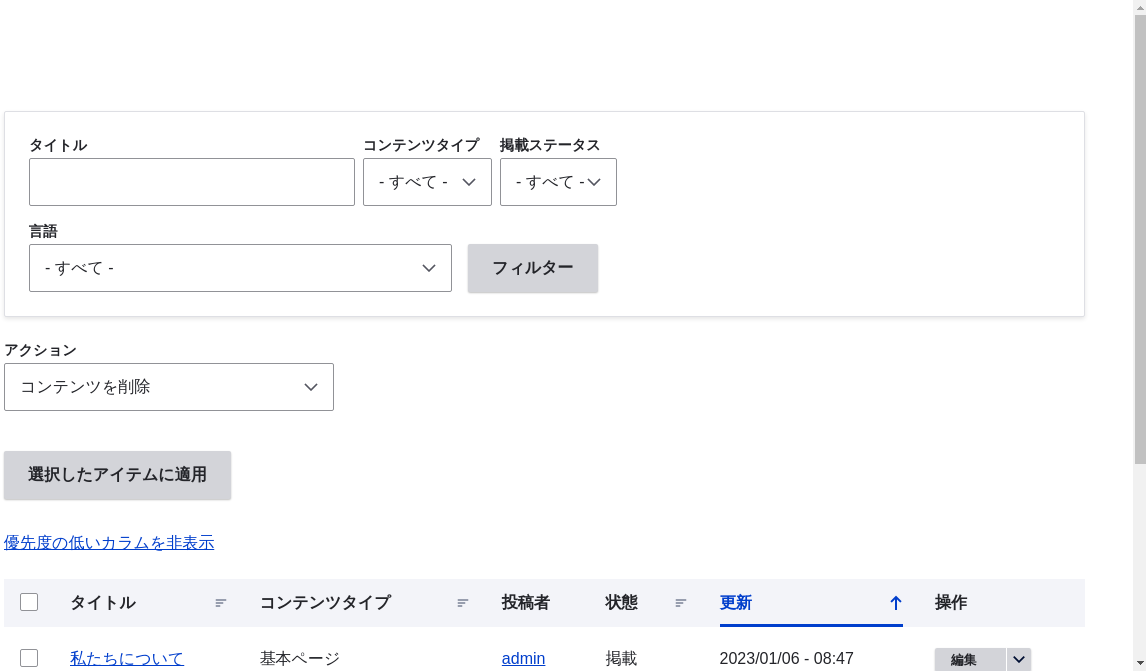 タイトル コンテンツタイプ 掲載ステータス
- すべて - - すべて -
言語
- すべて - フィルター
アクション
コンテンツを削除
選択したアイテムに適用
優先度の低いカラムを非表示
タイトル コンテンツタイプ 投稿者 状態 更新 操作
私たちについて 基本ページ admin 掲載 2023/01/06 - 08:47 編集